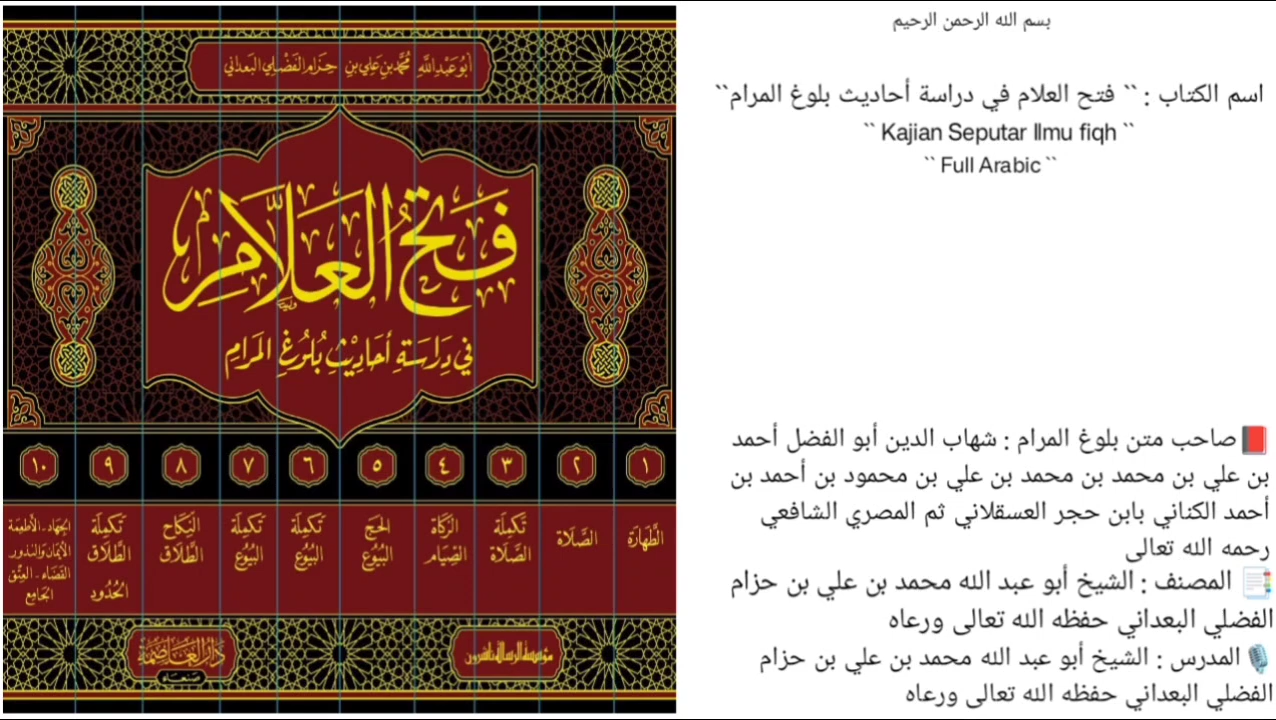 أبو عبد الله محمد بن علي بن حزام الفضلي البعداني
فتح العلام
في دراسة أحاديث بلوغ المرام
١
٢
٣
٤
٥
٦
٧
٨
٩
١٠
الطهارة
الصلاة
تكملة
الصلاة
الزكاة
الصيام
الحج
البيوع
تكملة
البيوع
تكملة
البيوع
النكاح
الطلاق
تكملة
الطلاق
الحدود
الجهاد - الأطعمة
الأيمان والنذور
القضاء - العتق
الجامع
مؤسسة الرسالة ناشرون
دار العاصمة
صنعاء
بسم الله الرحمن الرحيم
اسم الكتاب : `` فتح العلام في دراسة أحاديث بلوغ المرام``
`` Kajian Seputar Ilmu fiqh ``
`` Full Arabic ``
📕صاحب متن بلوغ المرام : شهاب الدين أبو الفضل أحمد
بن علي بن محمد بن محمد بن علي بن محمود بن أحمد بن
أحمد الكناني بابن حجر العسقلاني ثم المصري الشافعي
رحمه الله تعالى
📑 المصنف : الشيخ أبو عبد الله محمد بن علي بن حزام
الفضلي البعداني حفظه الله تعالى ورعاه
🎙️المدرس : الشيخ أبو عبد الله محمد بن علي بن حزام
الفضلي البعداني حفظه الله تعالى ورعاه